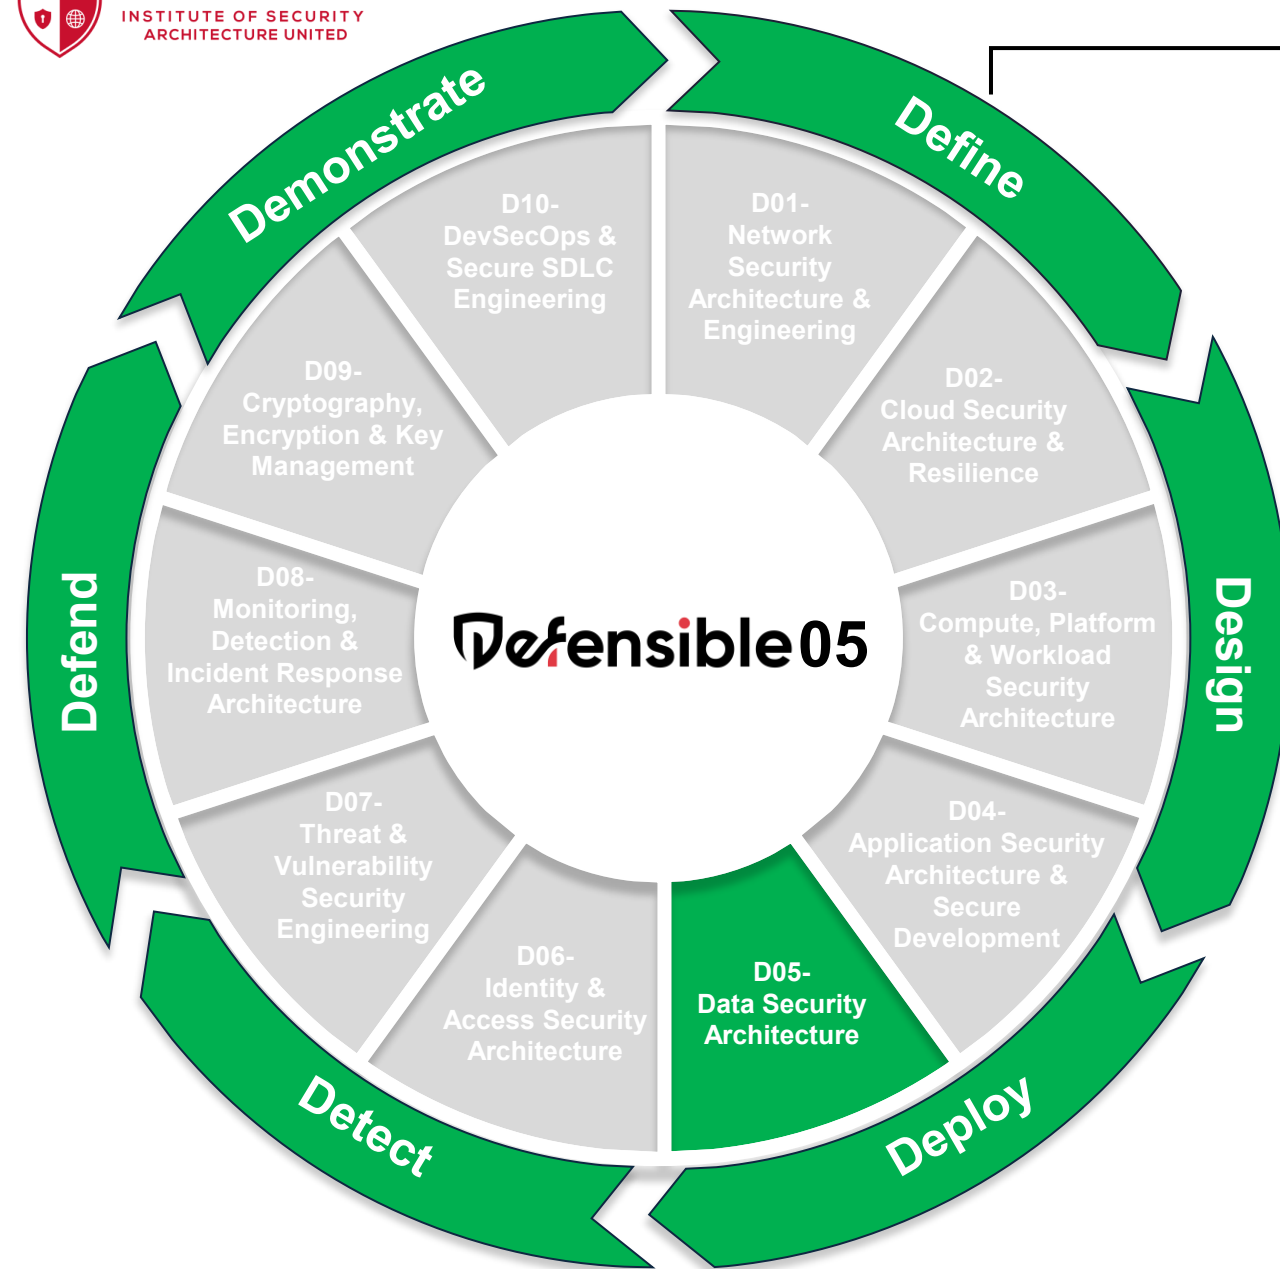 INSTITUTE OF SECURITY
ARCHITECTURE UNITED
Demonstrate
Define
Design
Deploy
Detect
Defend
D10-
DevSecOps &
Secure SDLC
Engineering
D01-
Network
Security
Architecture &
Engineering
D02-
Cloud Security
Architecture &
Resilience
D03-
Compute, Platform
& Workload
Security
Architecture
D04-
Application Security
Architecture &
Secure
Development
D05-
Data Security
Architecture
D06-
Identity &
Access Security
Architecture
D07-
Threat &
Vulnerability
Security
Engineering
D08-
Monitoring,
Detection &
Incident Response
Architecture
D09-
Cryptography,
Encryption & Key
Management
Defensible 05